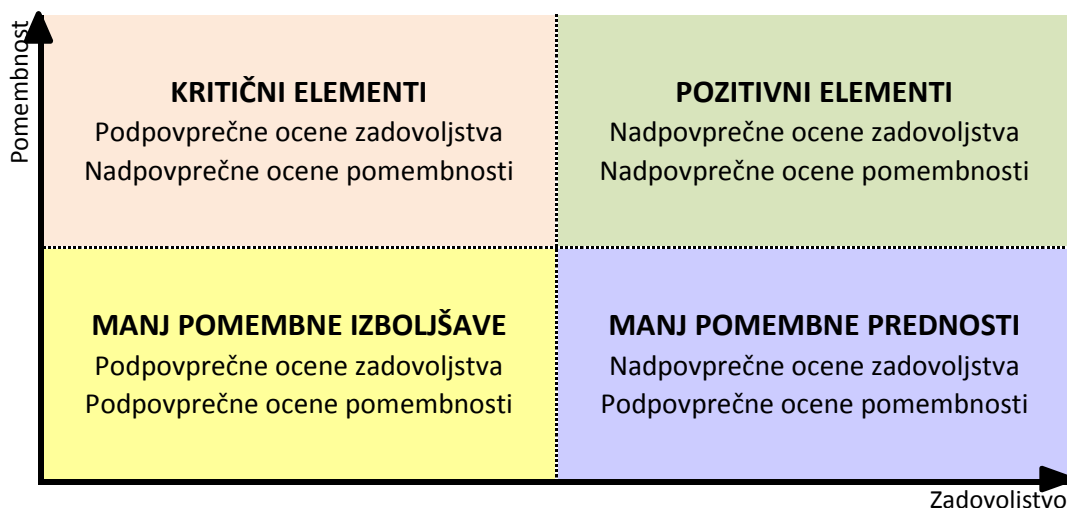 Pomembnost
KRITIČNI ELEMENTI
Podpovprečne ocene zadovoljstva
Nadpovprečne ocene pomembnosti
POZITIVNI ELEMENTI
Nadpovprečne ocene zadovoljstva
Nadpovprečne ocene pomembnosti
MANJ POMEMBNE IZBOLJŠAVE
Podpovprečne ocene zadovoljstva
Podpovprečne ocene pomembnosti
MANJ POMEMBNE PREDNOSTI
Nadpovprečne ocene zadovoljstva
Podpovprečne ocene pomembnosti
Zadovoljstvo